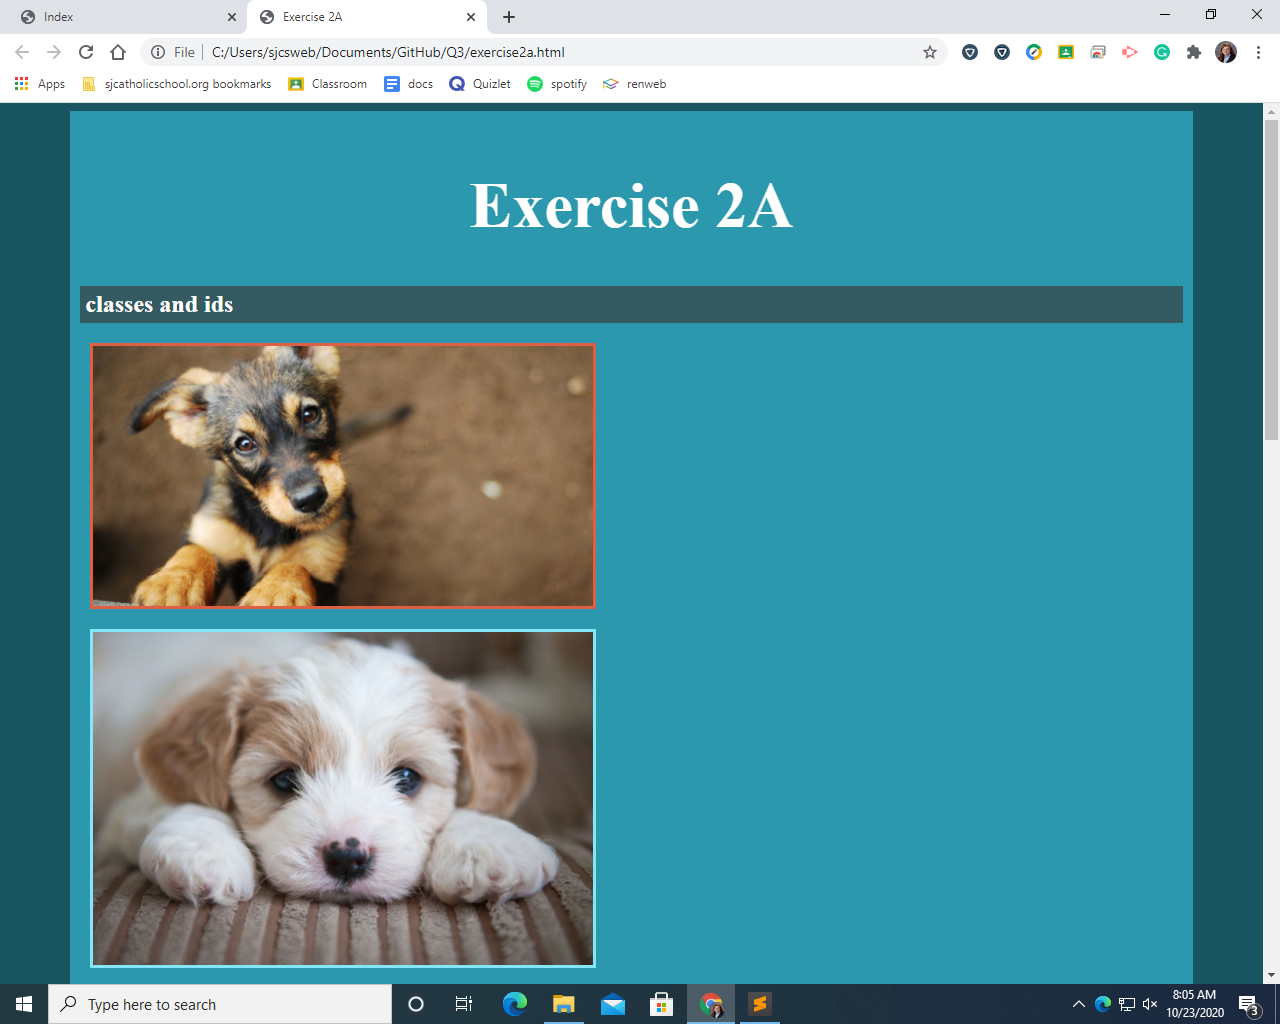 Index
Exercise 2A
File
C:/Users/sjcsweb/Documents/GitHub/Q3/exercise2a.html
Apps
sjcatholicschool.org bookmarks
Classroom
docs
Quizlet
spotify
renweb
Exercise 2A
classes and ids
Type here to search
8:05 AM
10/23/2020
3